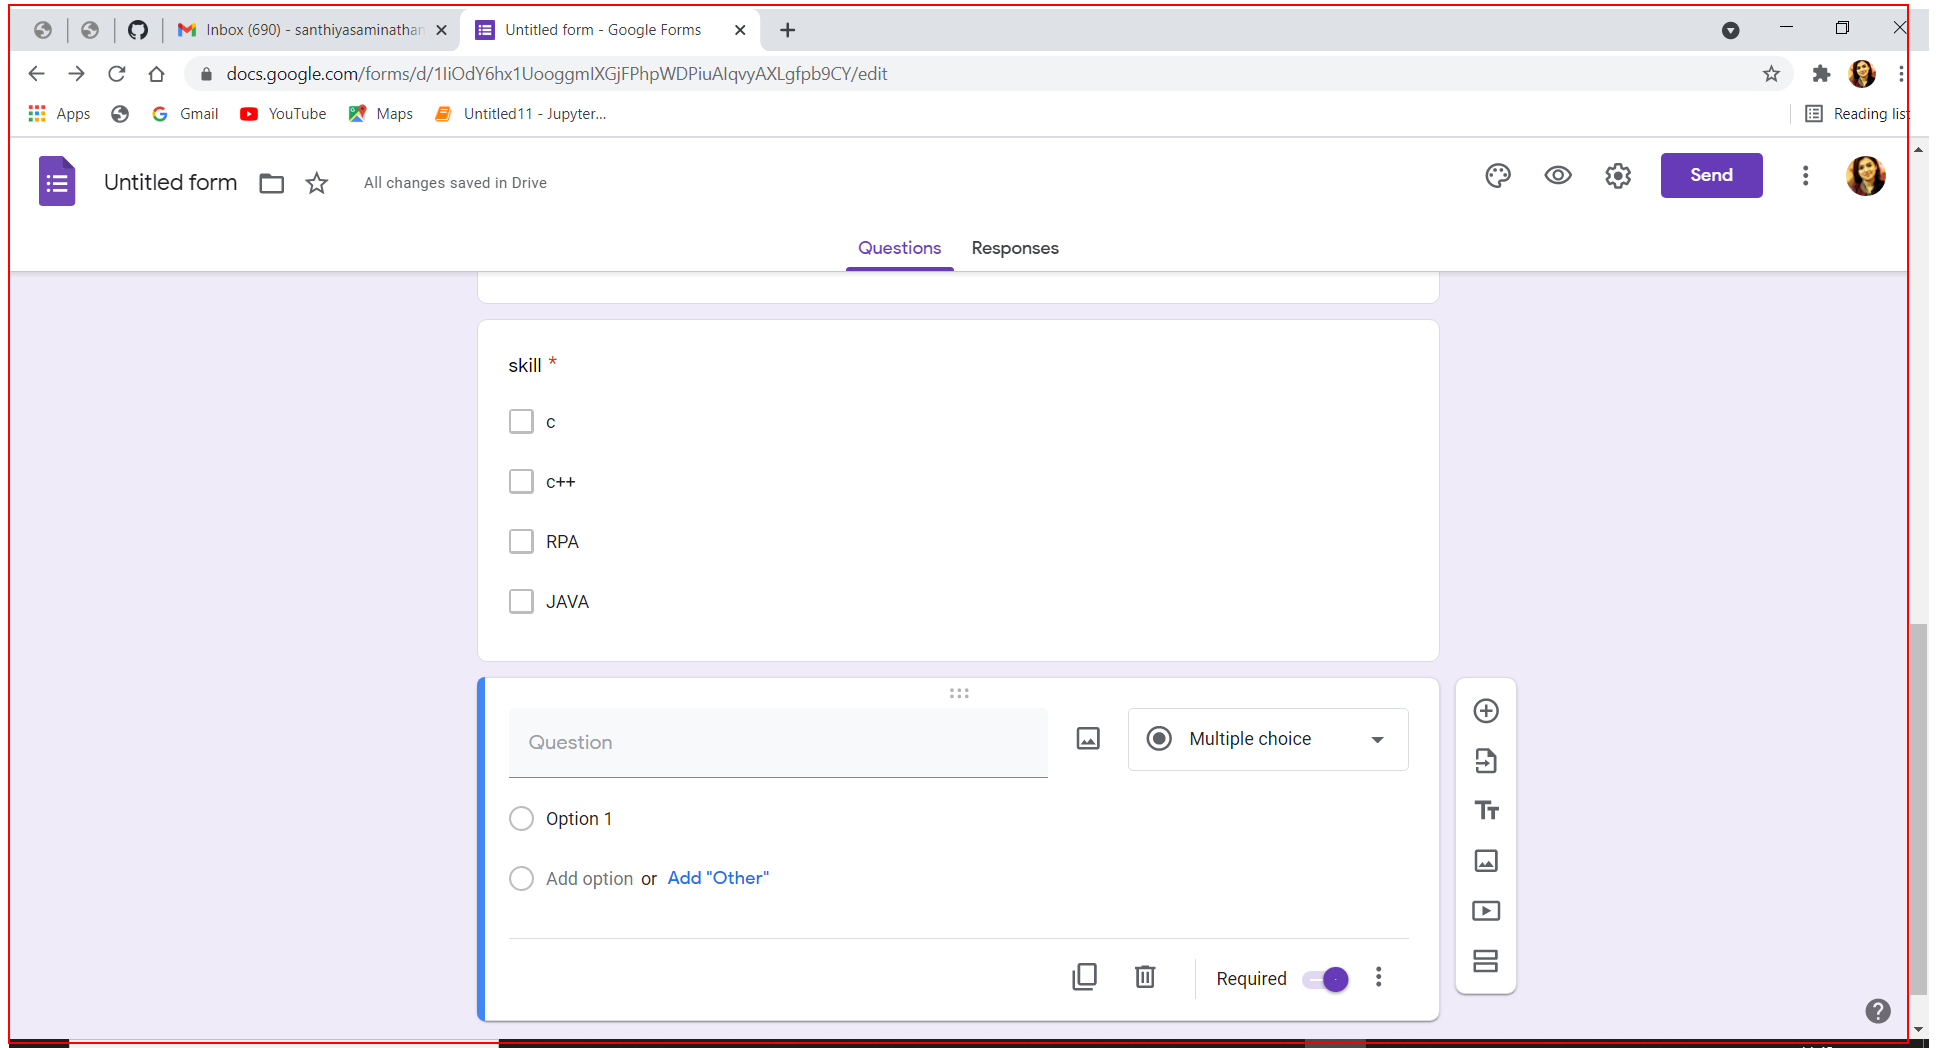 Inbox (690) - santhiyasaminathan
Untitled form - Google Forms
docs.google.com/forms/d/1IiOdY6hx1UooggmIXGjFPhpWDPiuAIqvyAXLgfpb9CY/edit
Apps Gmail YouTube Maps Untitled11 - Jupyter... Reading list
Untitled form All changes saved in Drive Send
Questions Responses
skill *
c
c++
RPA
JAVA
Question Multiple choice
Option 1
Add option or Add "Other"
Required